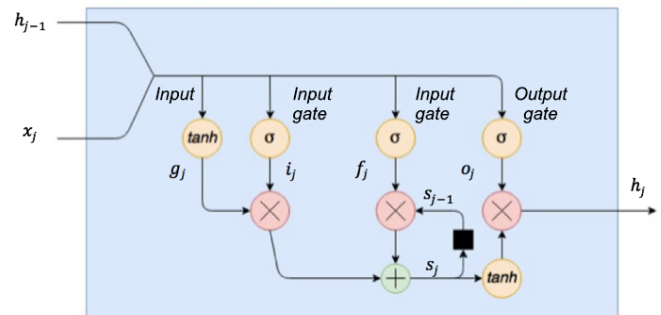 h_{j-1}
Input
Input gate
Input gate
Output gate
x_j
tanh
σ
σ
σ
g_j
i_j
f_j
o_j
s_{j-1}
h_j
s_j
tanh